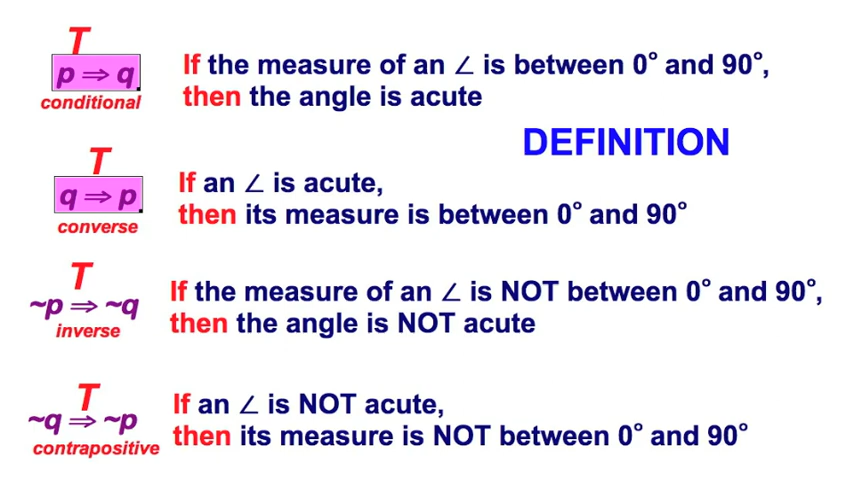 T
p ⇒ q
conditional
If the measure of an ∠ is between 0° and 90°,
then the angle is acute
DEFINITION
T
q ⇒ p
converse
If an ∠ is acute,
then its measure is between 0° and 90°
T
~p ⇒ ~q
inverse
If the measure of an ∠ is NOT between 0° and 90°,
then the angle is NOT acute
T
~q ⇒ ~p
contrapositive
If an ∠ is NOT acute,
then its measure is NOT between 0° and 90°